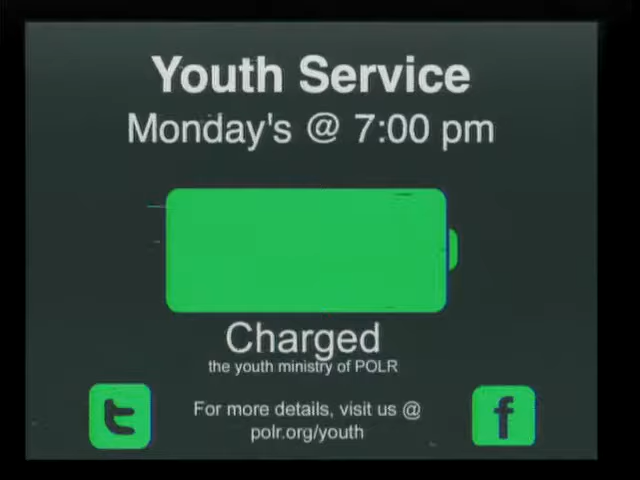 Youth Service
Monday's @ 7:00 pm
Charged
the youth ministry of POLR
For more details, visit us @
polr.org/youth